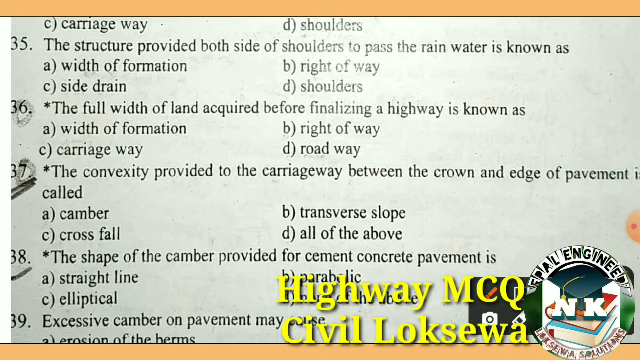 c) carriage way d) shoulders
35. The structure provided both side of shoulders to pass the rain water is known as
a) width of formation b) right of way
c) side drain d) shoulders
36. *The full width of land acquired before finalizing a highway is known as
a) width of formation b) right of way
c) carriage way d) road way
37. *The convexity provided to the carriageway between the crown and edge of pavement i
called
a) camber b) transverse slope
c) cross fall d) all of the above
38. *The shape of the camber provided for cement concrete pavement is
a) straight line b) parabolic
c) elliptical
39. Excessive camber on pavement may cause
a) erosion of the berms
Highway MCQ
Civil Loksewa
NEPAL ENGINEER
NK
LOKSEWA SOLUTIONS